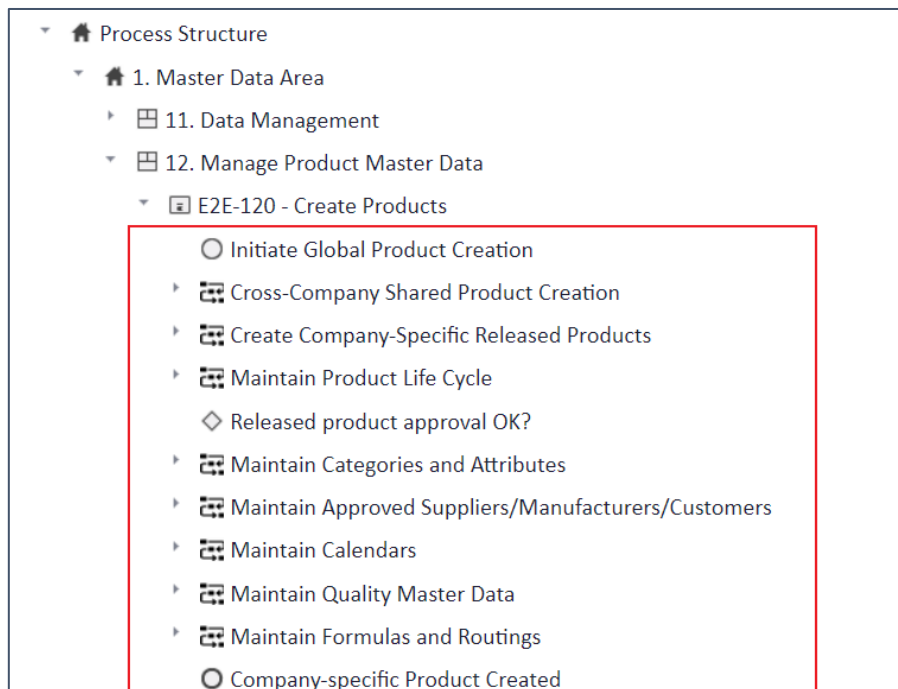 Process Structure
1. Master Data Area
11. Data Management
12. Manage Product Master Data
E2E-120 - Create Products
Initiate Global Product Creation
Cross-Company Shared Product Creation
Create Company-Specific Released Products
Maintain Product Life Cycle
Released product approval OK?
Maintain Categories and Attributes
Maintain Approved Suppliers/Manufacturers/Customers
Maintain Calendars
Maintain Quality Master Data
Maintain Formulas and Routings
Company-specific Product Created